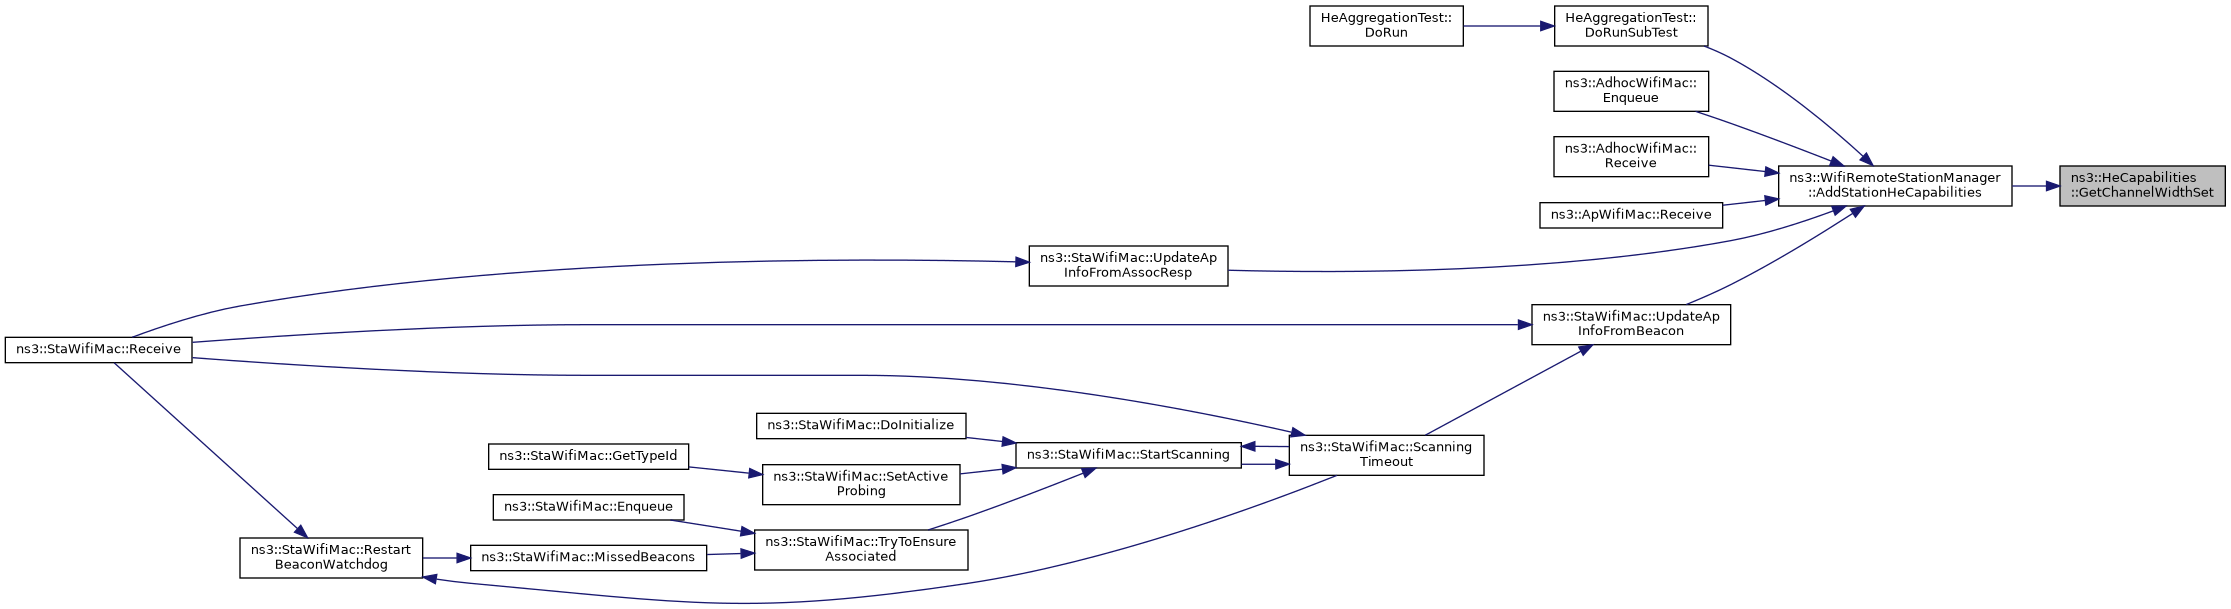 HeAggregationTest::
DoRun
HeAggregationTest::
DoRunSubTest
ns3::AdhocWifiMac::
Enqueue
ns3::AdhocWifiMac::
Receive
ns3::WifiRemoteStationManager
::AddStationHeCapabilities
ns3::HeCapabilities
::GetChannelWidthSet
ns3::ApWifiMac::Receive
ns3::StaWifiMac::UpdateAp
InfoFromAssocResp
ns3::StaWifiMac::UpdateAp
InfoFromBeacon
ns3::StaWifiMac::Receive
ns3::StaWifiMac::DoInitialize
ns3::StaWifiMac::GetTypeId
ns3::StaWifiMac::StartScanning
ns3::StaWifiMac::Scanning
Timeout
ns3::StaWifiMac::SetActive
Probing
ns3::StaWifiMac::Enqueue
ns3::StaWifiMac::TryToEnsure
Associated
ns3::StaWifiMac::Restart
BeaconWatchdog
ns3::StaWifiMac::MissedBeacons